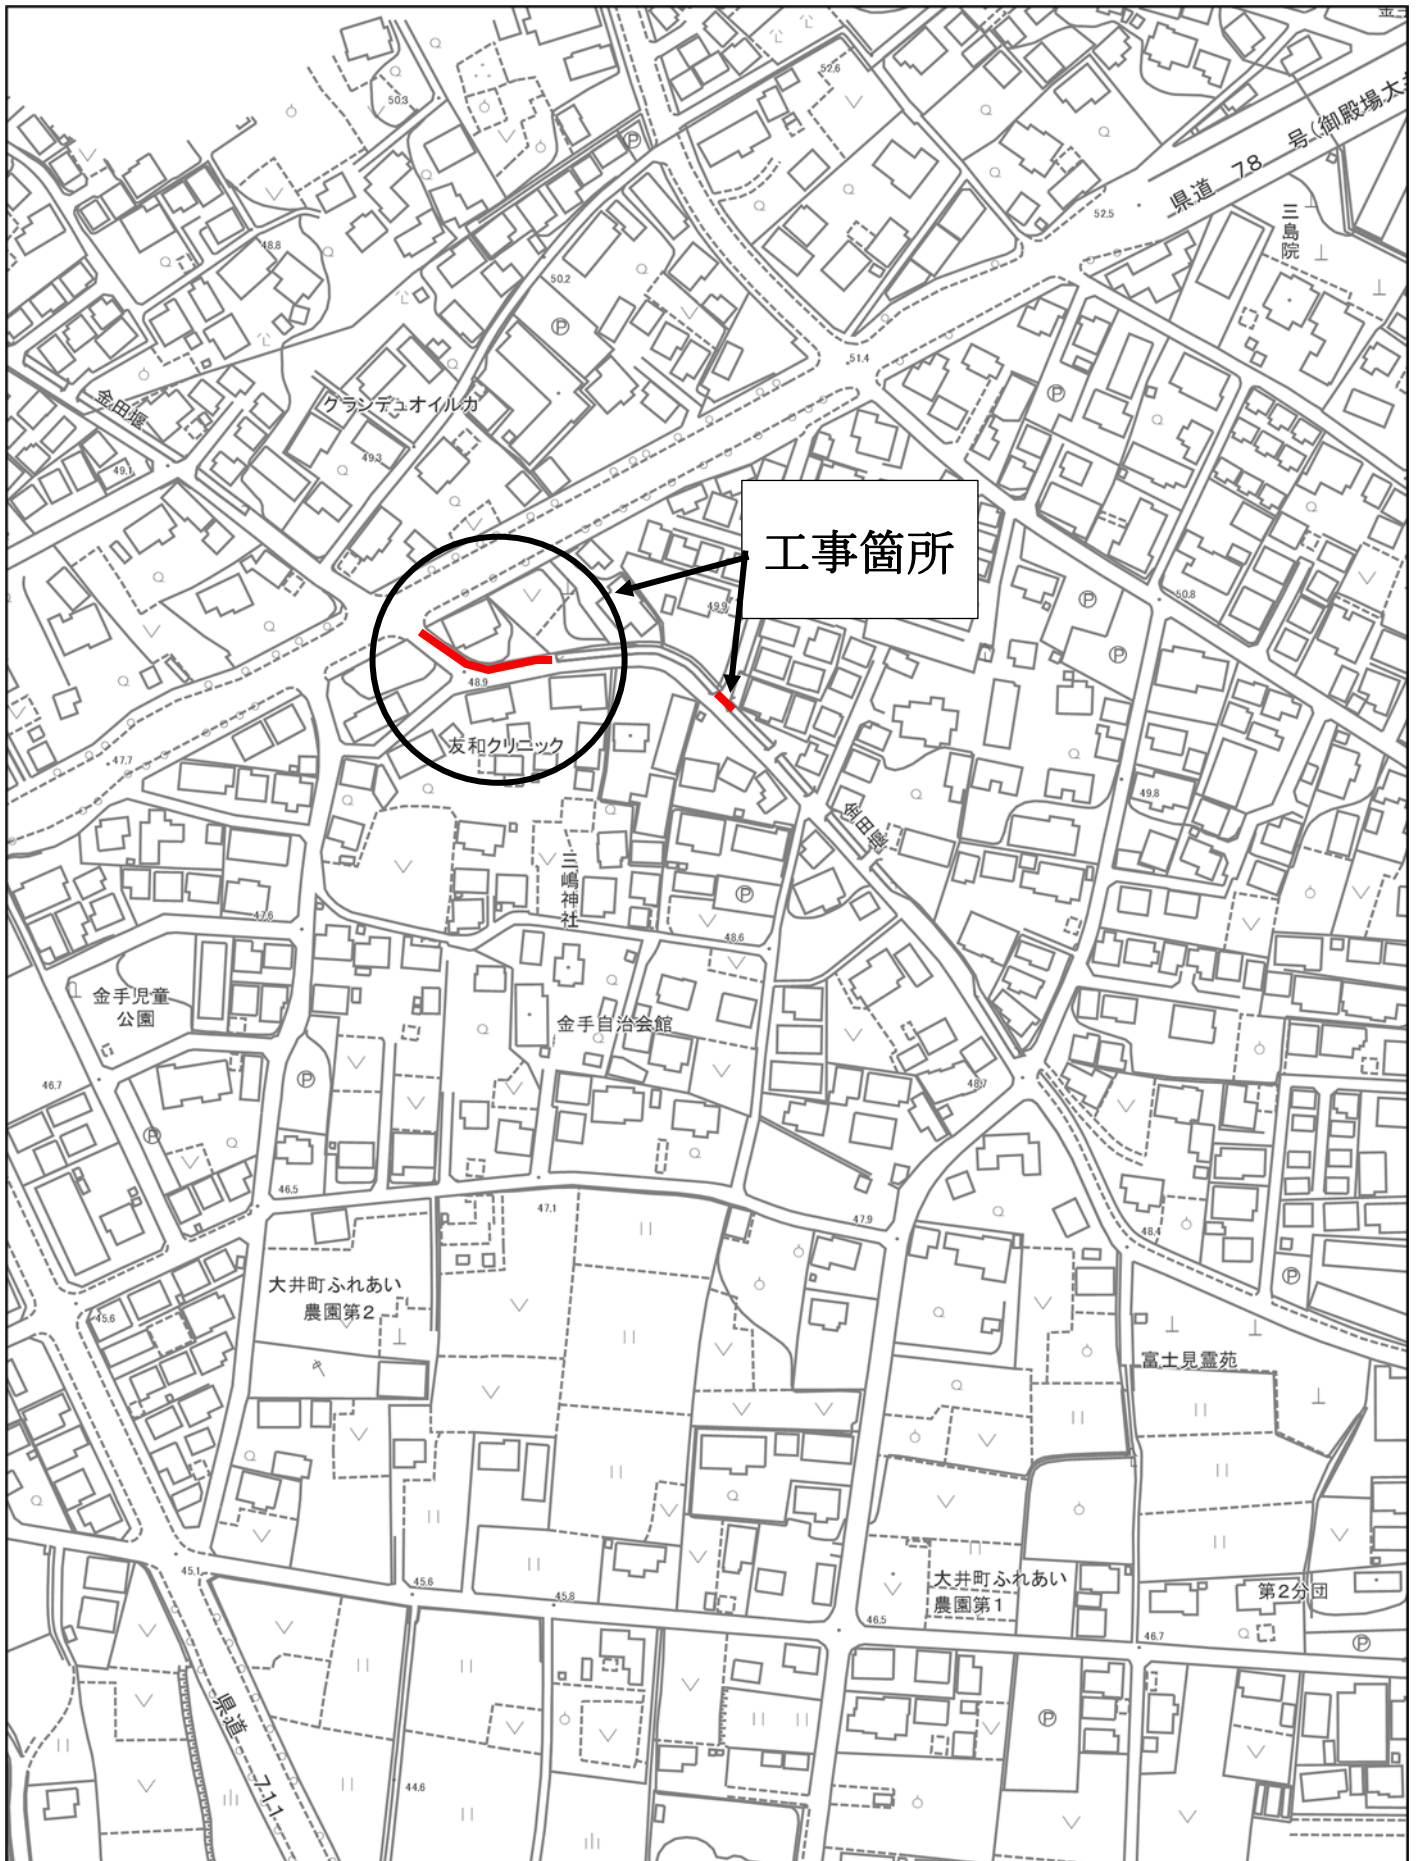 52.6
50.3
Ⓟ
県道 78 号(御殿場大
52.5
三島院
48.8
50.2
Ⓟ
51.4
金田堰
グランデュオイルカ
Ⓟ
49.1
49.3
工事箇所
49.9
50.8
Ⓟ
Ⓟ
48.9
友和クリニック
47.7
49.8
金田堰
三嶋神社
Ⓟ
47.6
48.6
金手児童
公園
金手自治会館
46.7
Ⓟ
48.7
Ⓟ
46.5
47.1
47.9
48.4
大井町ふれあい
農園第2
Ⓟ
45.6
富士見霊苑
45.1
45.6
45.8
大井町ふれあい
農園第1
第2分団
46.5
46.7
Ⓟ
県道 711
Ⓟ
44.6